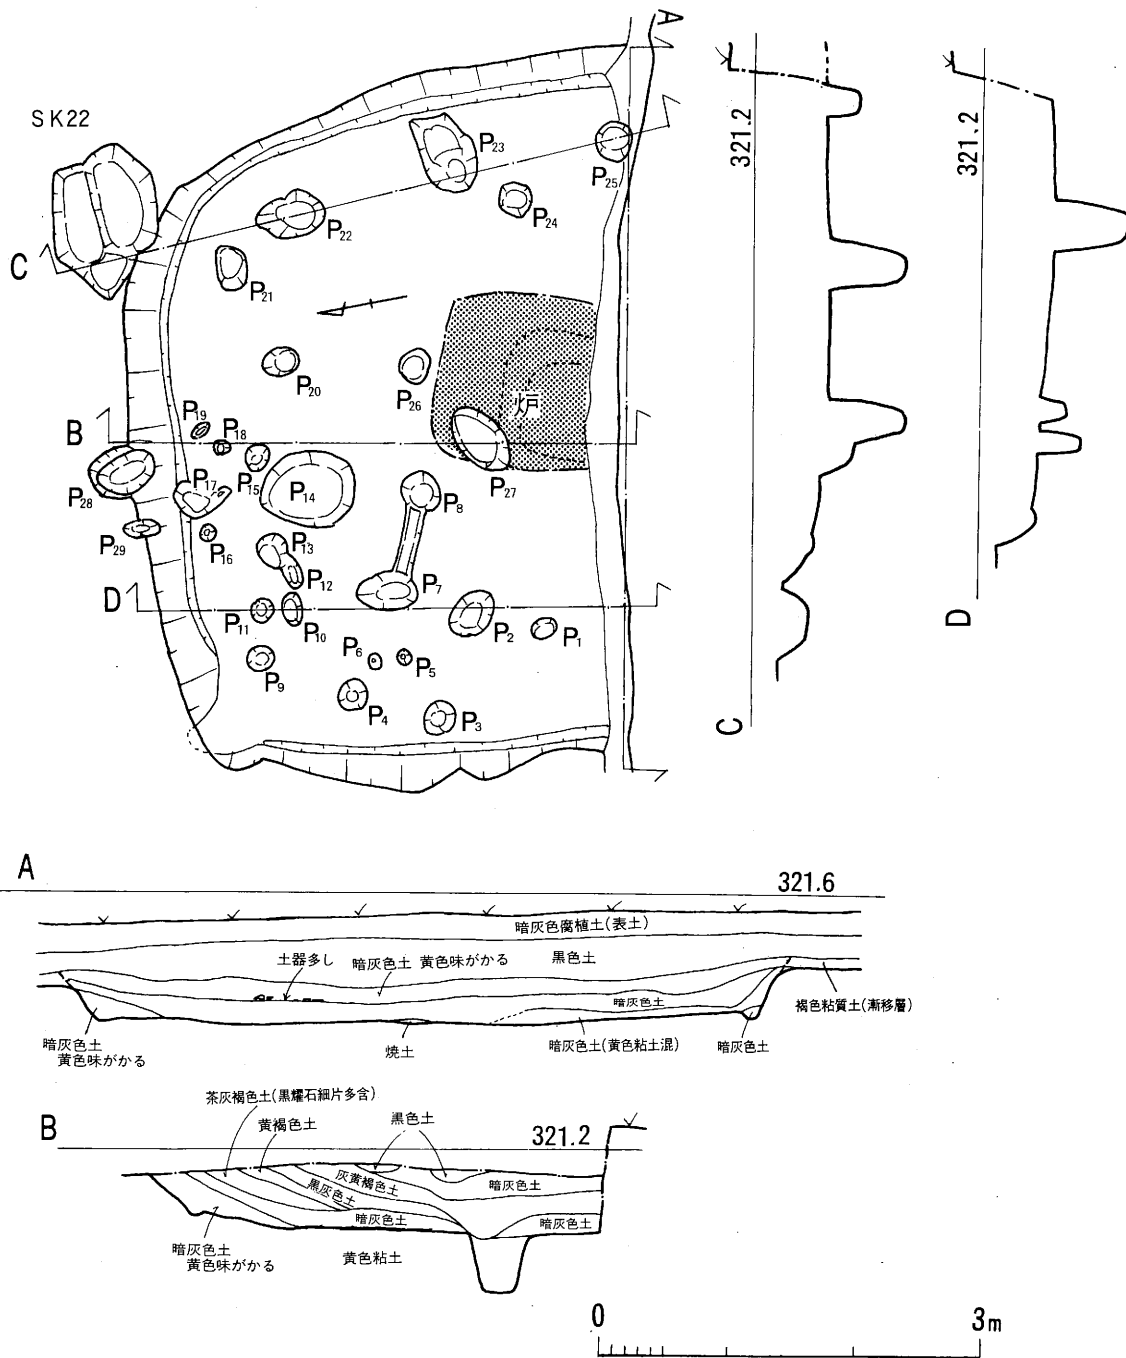 SK22
A
P23
P25
P24
P22
C
P21
炉
P20
P26
P19
B
P18
P15
P14
P17
P28
P27
P8
P29
P16
P13
P12
D
P7
P11
P10
P2
P1
P6
P5
P9
P4
P3
321.2
C
321.2
D
A
321.6
暗灰色腐植土(表土)
土器多し
暗灰色土 黄色味がかる
黒色土
暗灰色土
褐色粘質土(漸移層)
暗灰色土
黄色味がかる
焼土
暗灰色土(黄色粘土混)
暗灰色土
茶灰褐色土(黒耀石細片多含)
B
黄褐色土
黒色土
321.2
灰黄褐色土
暗灰色土
黒灰色土
暗灰色土
暗灰色土
暗灰色土
黄色味がかる
黄色粘土
0
3m